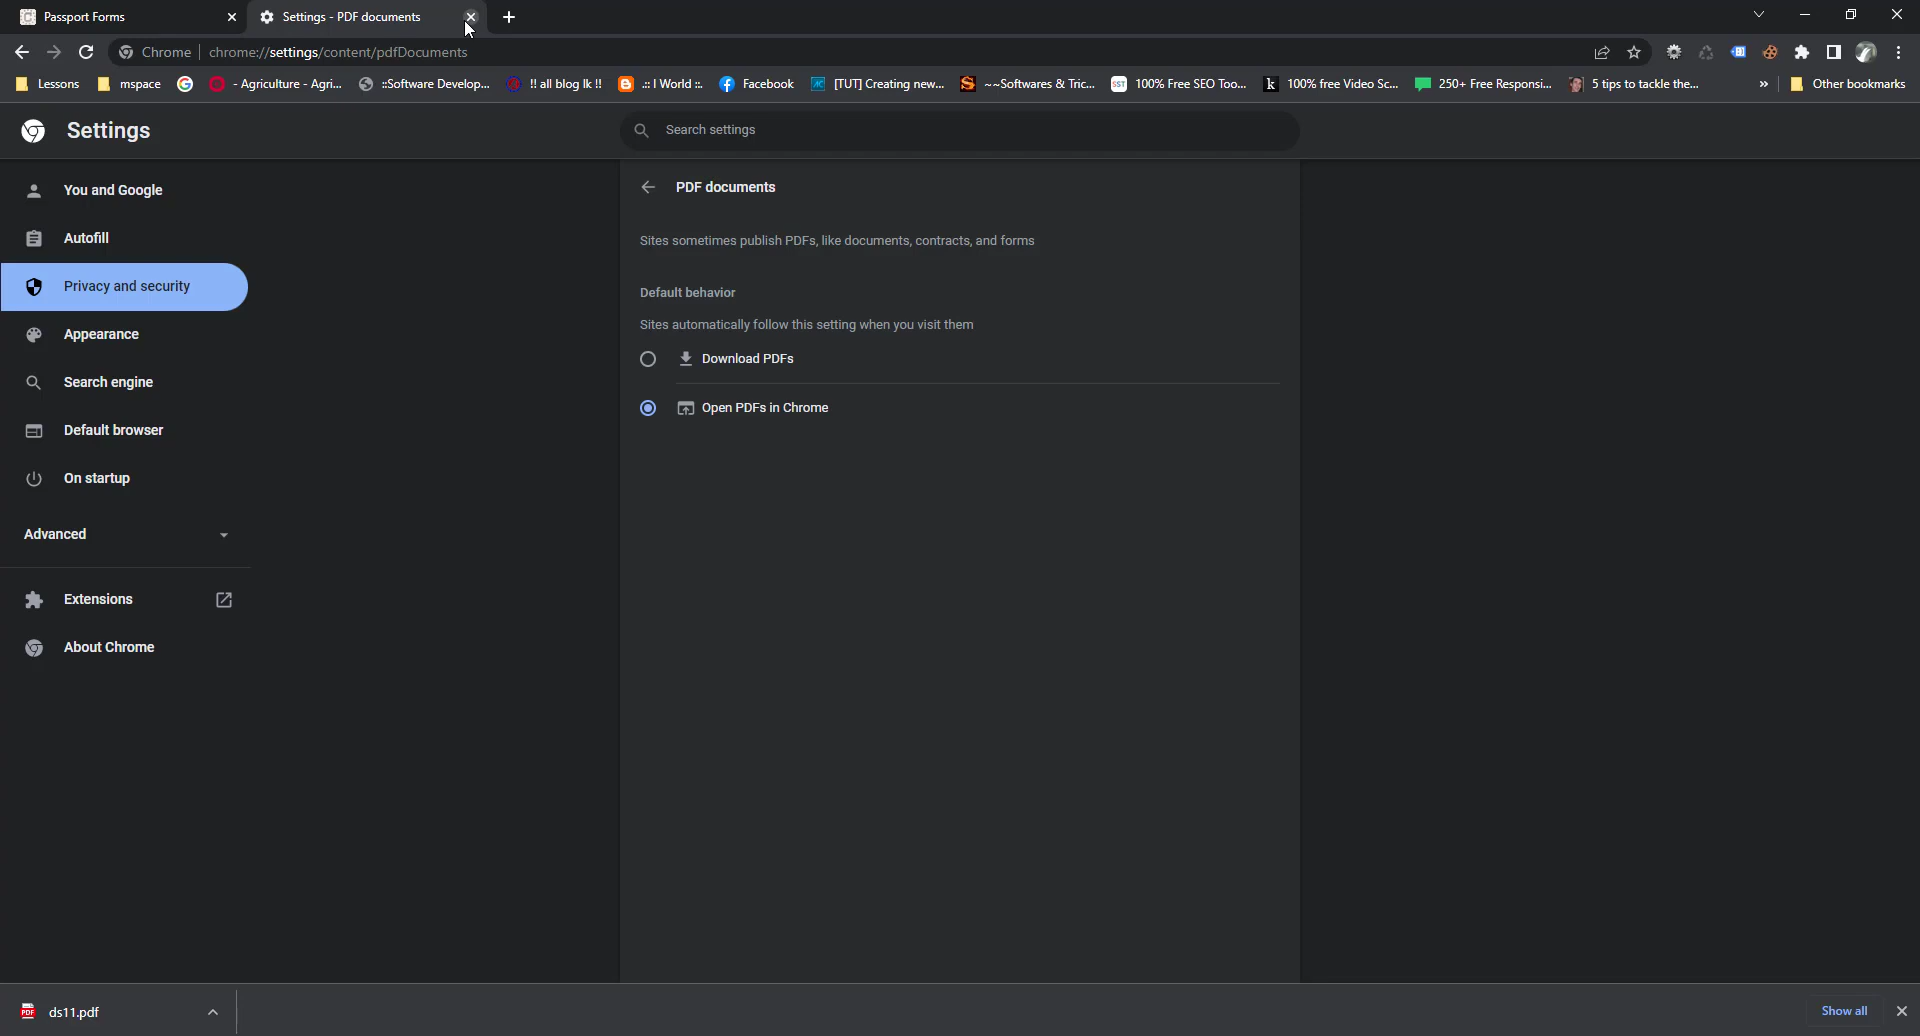 Passport Forms
Settings - PDF documents
Chrome chrome://settings/content/pdfDocuments
Lessons mspace - Agriculture - Agri... ::Software Develop... !! all blog lk !! .:: I World ::. Facebook [TUT] Creating new... ~~Softwares & Tric... 100% Free SEO Too... 100% free Video Sc... 250+ Free Responsi... 5 tips to tackle the... » Other bookmarks
Settings
Search settings
You and Google
Autofill
Privacy and security
Appearance
Search engine
Default browser
On startup
Advanced
Extensions
About Chrome
PDF documents
Sites sometimes publish PDFs, like documents, contracts, and forms
Default behavior
Sites automatically follow this setting when you visit them
Download PDFs
Open PDFs in Chrome
PDF ds11.pdf
Show all